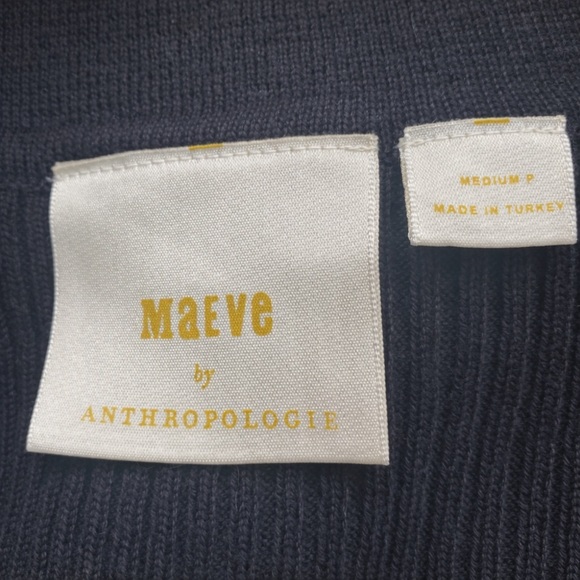 MaEve
by
ANTHROPOLOGIE
MEDIUM P
MADE IN TURKEY